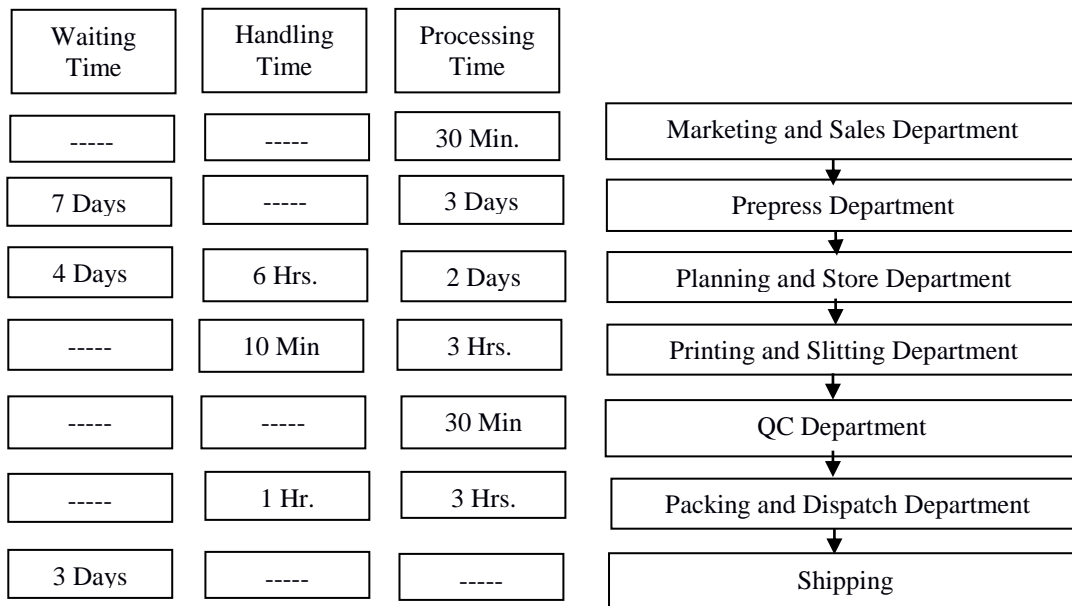 Waiting
Time
Handling
Time
Processing
Time
-----
-----
30 Min.
Marketing and Sales Department
7 Days
-----
3 Days
Prepress Department
4 Days
6 Hrs.
2 Days
Planning and Store Department
-----
10 Min
3 Hrs.
Printing and Slitting Department
-----
-----
30 Min
QC Department
-----
1 Hr.
3 Hrs.
Packing and Dispatch Department
3 Days
-----
-----
Shipping